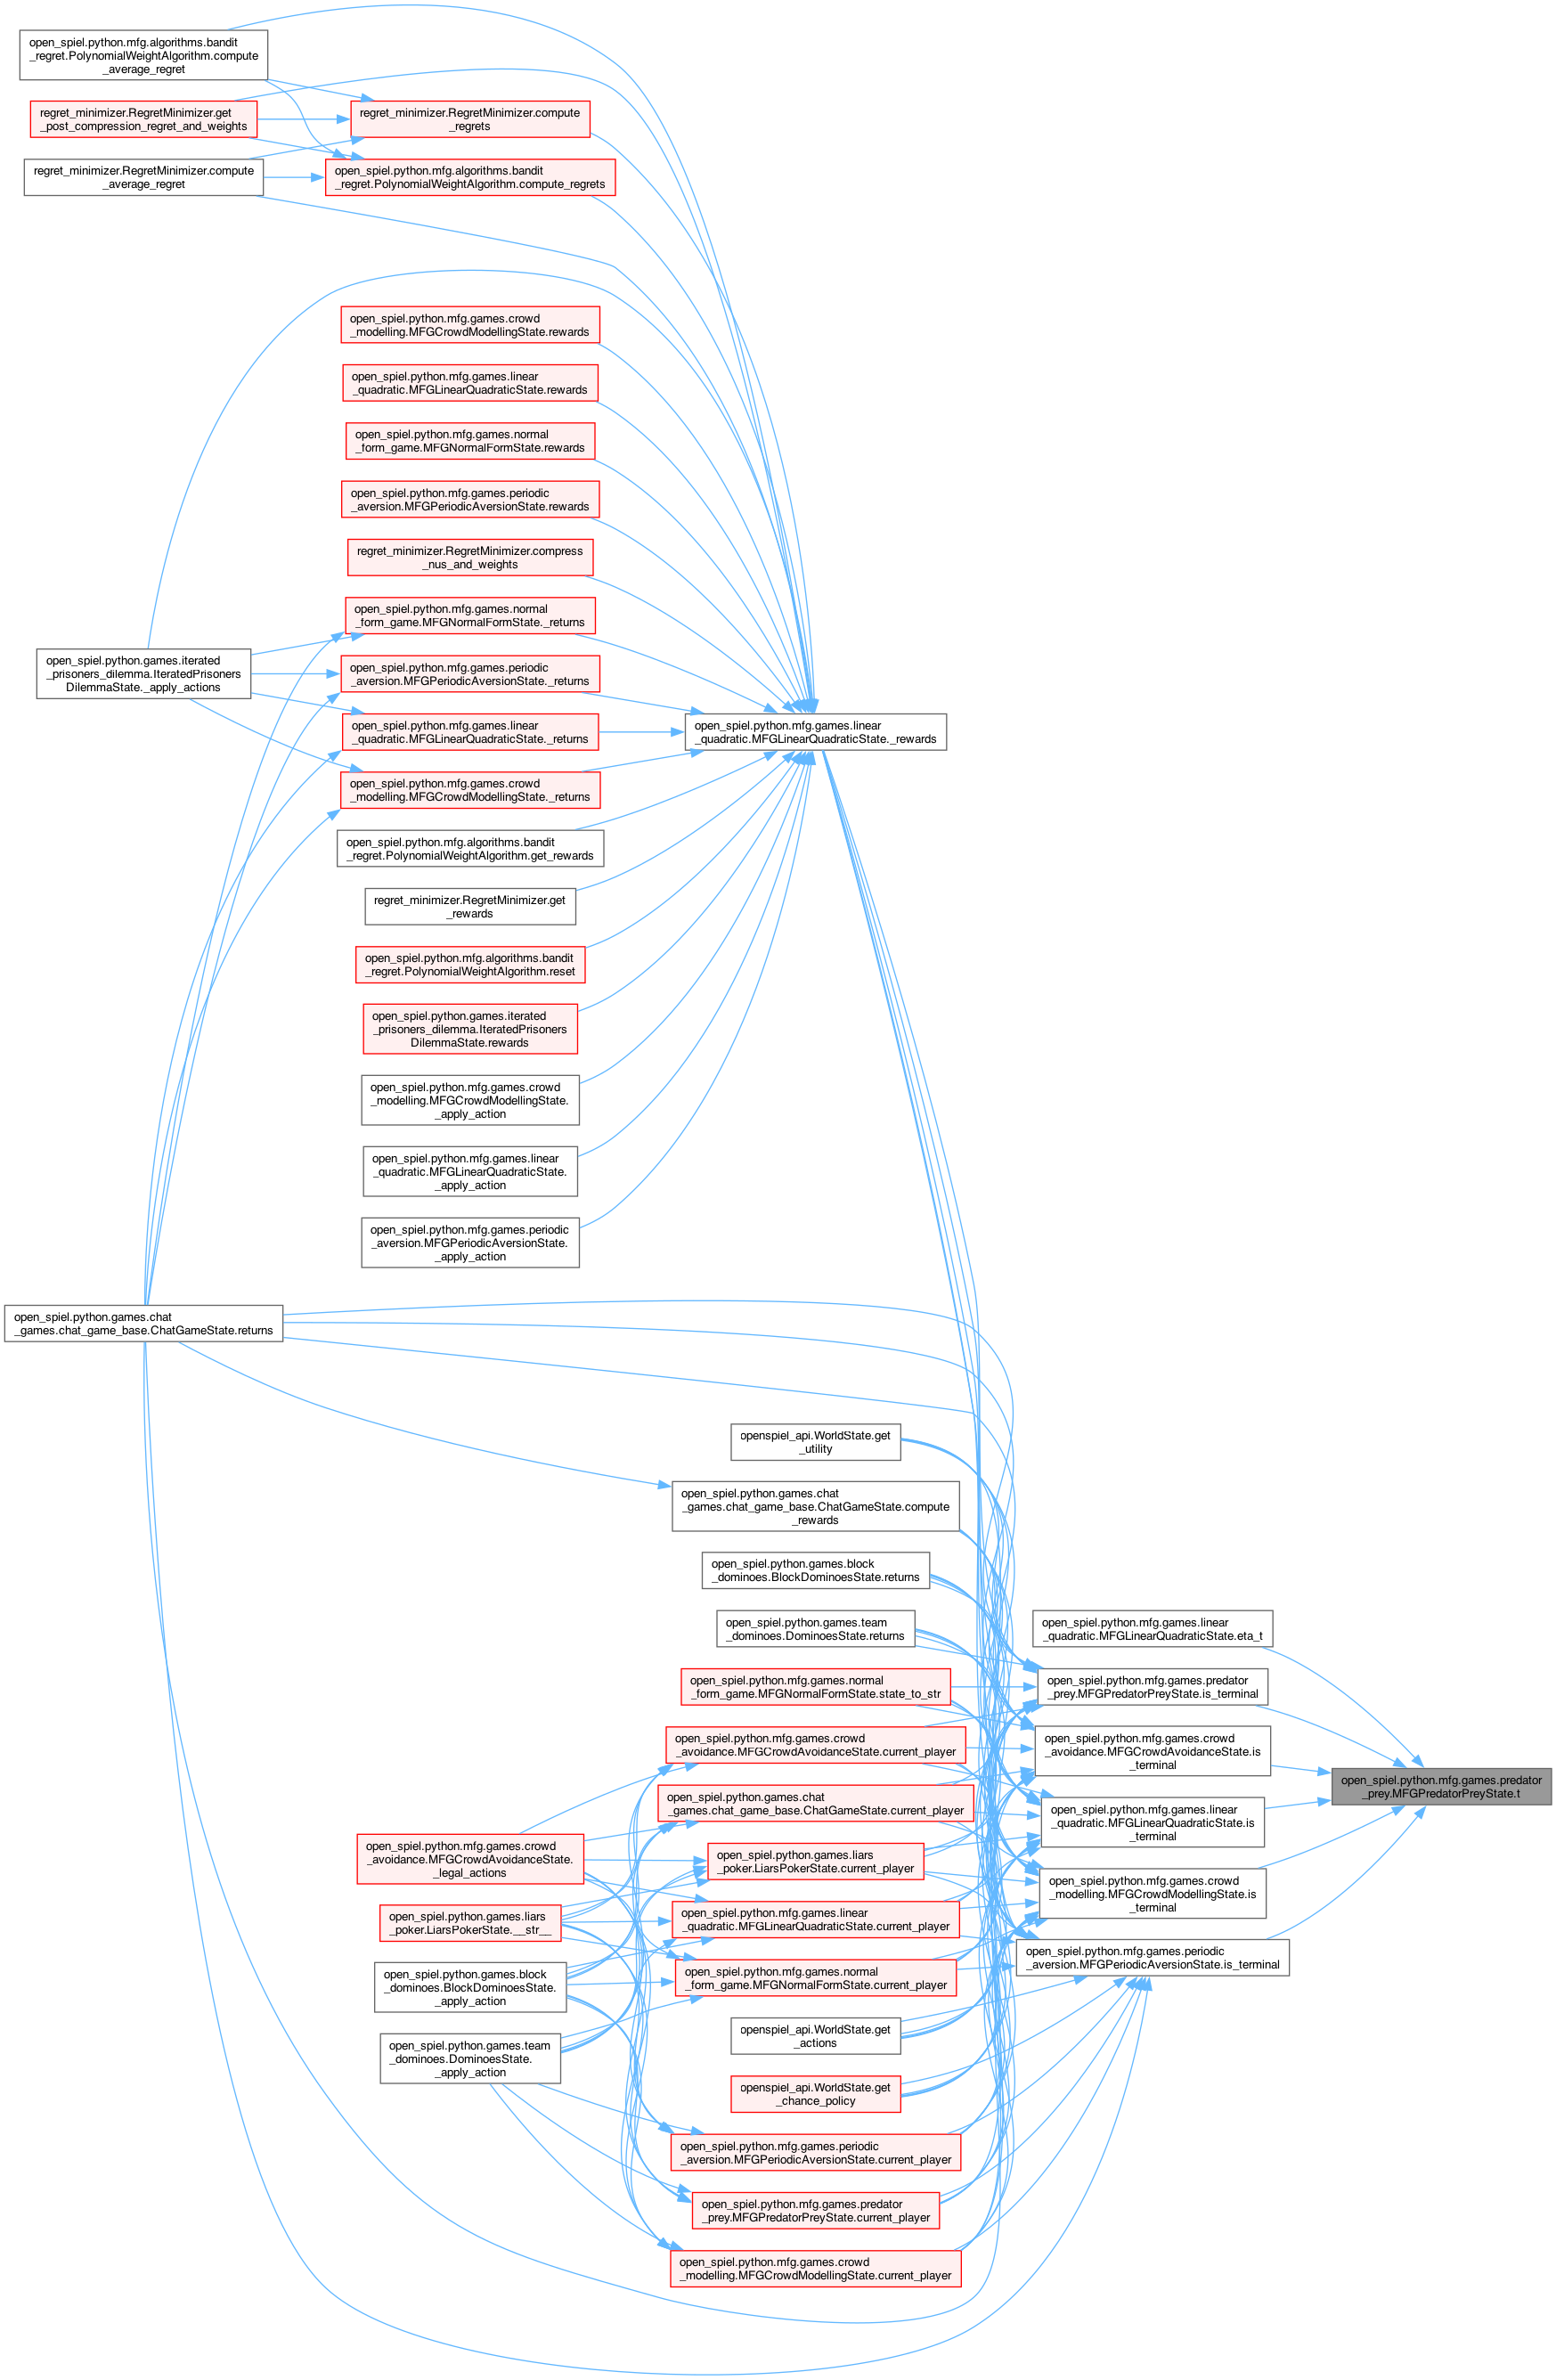 open_spiel.python.mfg.algorithms.bandit
_regret.PolynomialWeightAlgorithm.compute
_average_regret
regret_minimizer.RegretMinimizer.get
_post_compression_regret_and_weights
regret_minimizer.RegretMinimizer.compute
_regrets
regret_minimizer.RegretMinimizer.compute
_average_regret
open_spiel.python.mfg.algorithms.bandit
_regret.PolynomialWeightAlgorithm.compute_regrets
open_spiel.python.mfg.games.crowd
_modelling.MFGCrowdModellingState.rewards
open_spiel.python.mfg.games.linear
_quadratic.MFGLinearQuadraticState.rewards
open_spiel.python.mfg.games.normal
_form_game.MFGNormalFormState.rewards
open_spiel.python.mfg.games.periodic
_aversion.MFGPeriodicAversionState.rewards
regret_minimizer.RegretMinimizer.compress
_nus_and_weights
open_spiel.python.mfg.games.normal
_form_game.MFGNormalFormState._returns
open_spiel.python.games.iterated
_prisoners_dilemma.IteratedPrisoners
DilemmaState._apply_actions
open_spiel.python.mfg.games.periodic
_aversion.MFGPeriodicAversionState._returns
open_spiel.python.mfg.games.linear
_quadratic.MFGLinearQuadraticState._returns
open_spiel.python.mfg.games.linear
_quadratic.MFGLinearQuadraticState._rewards
open_spiel.python.mfg.games.crowd
_modelling.MFGCrowdModellingState._returns
open_spiel.python.mfg.algorithms.bandit
_regret.PolynomialWeightAlgorithm.get_rewards
regret_minimizer.RegretMinimizer.get
_rewards
open_spiel.python.mfg.algorithms.bandit
_regret.PolynomialWeightAlgorithm.reset
open_spiel.python.games.iterated
_prisoners_dilemma.IteratedPrisoners
DilemmaState.rewards
open_spiel.python.mfg.games.crowd
_modelling.MFGCrowdModellingState.
_apply_action
open_spiel.python.mfg.games.linear
_quadratic.MFGLinearQuadraticState.
_apply_action
open_spiel.python.mfg.games.periodic
_aversion.MFGPeriodicAversionState.
_apply_action
open_spiel.python.games.chat
_games.chat_game_base.ChatGameState.returns
openspiel_api.WorldState.get
_utility
open_spiel.python.games.chat
_games.chat_game_base.ChatGameState.compute
_rewards
open_spiel.python.games.block
_dominoes.BlockDominoesState.returns
open_spiel.python.games.team
_dominoes.DominoesState.returns
open_spiel.python.mfg.games.linear
_quadratic.MFGLinearQuadraticState.eta_t
open_spiel.python.mfg.games.normal
_form_game.MFGNormalFormState.state_to_str
open_spiel.python.mfg.games.predator
_prey.MFGPredatorPreyState.is_terminal
open_spiel.python.mfg.games.crowd
_avoidance.MFGCrowdAvoidanceState.current_player
open_spiel.python.mfg.games.crowd
_avoidance.MFGCrowdAvoidanceState.is
_terminal
open_spiel.python.mfg.games.predator
_prey.MFGPredatorPreyState.t
open_spiel.python.games.chat
_games.chat_game_base.ChatGameState.current_player
open_spiel.python.mfg.games.linear
_quadratic.MFGLinearQuadraticState.is
_terminal
open_spiel.python.mfg.games.crowd
_avoidance.MFGCrowdAvoidanceState.
_legal_actions
open_spiel.python.games.liars
_poker.LiarsPokerState.current_player
open_spiel.python.mfg.games.crowd
_modelling.MFGCrowdModellingState.is
_terminal
open_spiel.python.games.liars
_poker.LiarsPokerState.__str__
open_spiel.python.mfg.games.linear
_quadratic.MFGLinearQuadraticState.current_player
open_spiel.python.mfg.games.periodic
_aversion.MFGPeriodicAversionState.is_terminal
open_spiel.python.games.block
_dominoes.BlockDominoesState.
_apply_action
open_spiel.python.mfg.games.normal
_form_game.MFGNormalFormState.current_player
openspiel_api.WorldState.get
_actions
open_spiel.python.games.team
_dominoes.DominoesState.
_apply_action
openspiel_api.WorldState.get
_chance_policy
open_spiel.python.mfg.games.periodic
_aversion.MFGPeriodicAversionState.current_player
open_spiel.python.mfg.games.predator
_prey.MFGPredatorPreyState.current_player
open_spiel.python.mfg.games.crowd
_modelling.MFGCrowdModellingState.current_player